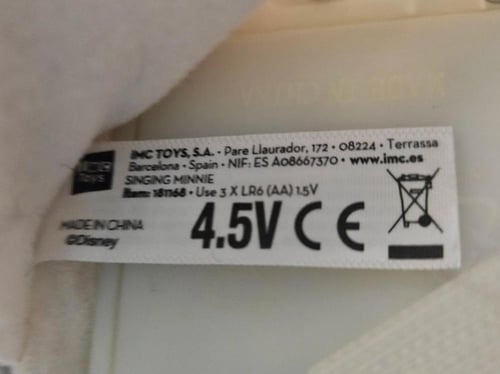 IMC TOYS, S.A. · Pare Llaurador, 172 · 08224 · Terrassa
Barcelona · Spain · NIF: ES A08667370 · www.imc.es
SINGING MINNIE
Item: 181168 · Use 3 X LR6 (AA) 1.5V
MADE IN CHINA
©Disney
4.5V CE
Toys